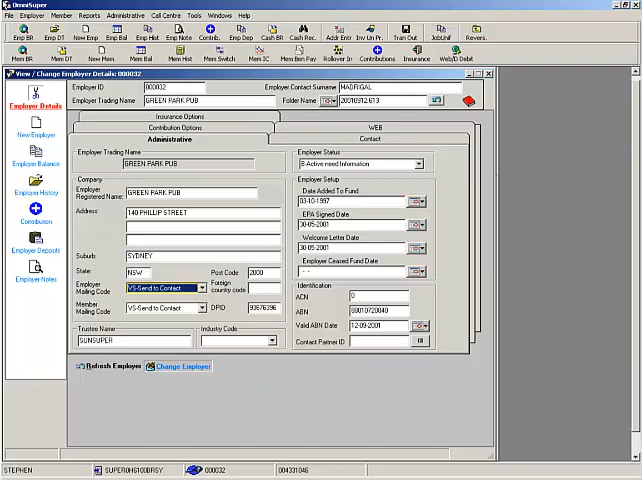 OmniSuper
Employer Member Reports Administrative Call Centre Tools Windows Help
Emp BR Emp DT New Emp Emp Bal Emp Hist Emp Note Contrib. Emp Dep Cash BR Cash Rec. Addr Entr Inv Un Pr. Tran Out JobUnf Revers.
Mem BR Mem DT New Mem Mem Bal Mem Hist Mem Switch Mem IC Mem Ben Pay Rollover In Contributions Insurance Web/D Debit
View / Change Employer Details: 000032
Employer Details
New Employer
Employer Balance
Employer History
Contribution
Employer Deposits
Employer Notes
Employer ID 000032 Employer Contact Surname MADRIGAL
Employer Trading Name GREEN PARK PUB Folder Name 20010912.613
Insurance Options
Contribution Options WEB
Administrative Contact
Employer Trading Name
GREEN PARK PUB
Company
Employer Registered Name: GREEN PARK PUB
Address: 140 PHILLIP STREET
Suburb: SYDNEY
State: NSW Post Code 2000
Employer Mailing Code VS-Send to Contact Foreign country code
Member Mailing Code VS-Send to Contact DPID 93676396
Trustee Name
SUNSUPER
Industry Code
Employer Status
B-Active need Information
Employer Setup
Date Added To Fund
03-10-1997
EPA Signed Date
30-05-2001
Welcome Letter Date
30-05-2001
Employer Ceased Fund Date
- -
Identification
ACN 0
ABN 80010720840
Valid ABN Date 12-09-2001
Contact Partner ID fill
Refresh Employer Change Employer
STEPHEN SUPER0H6100BRSY 000032 004331046